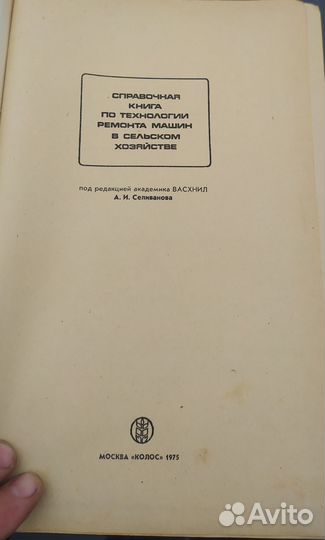 СПРАВОЧНАЯ
КНИГА
ПО ТЕХНОЛОГИИ
РЕМОНТА МАШИН
В СЕЛЬСКОМ
ХОЗЯЙСТВЕ
под редакцией академика ВАСХНИЛ
А. И. Селиванова
МОСКВА «КОЛОС» 1975
Avito